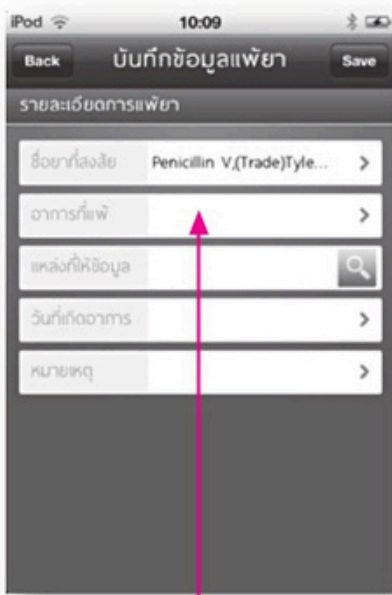 iPod 10:09
Back บันทึกข้อมูลแพ้ยา Save
รายละเอียดการแพ้ยา
ชื่อยาที่สงสัย Penicillin V,(Trade)Tyle...
อาการที่แพ้
แหล่งที่ให้ข้อมูล
วันที่เกิดอาการ
หมายเหตุ